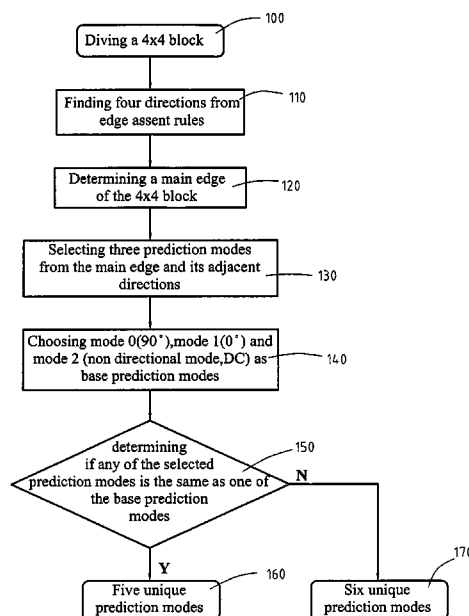 Diving a 4x4 block
100
Finding four directions from
edge assent rules
110
Determining a main edge
of the 4x4 block
120
Selecting three prediction modes
from the main edge and its adjacent
directions
130
Choosing mode 0(90°),mode 1(0°) and
mode 2 (non directional mode,DC) as
base prediction modes
140
determining
if any of the selected
prediction modes is the same as one of
the base prediction
modes
150
N
Y
Five unique
prediction modes
160
Six unique
prediction modes
170